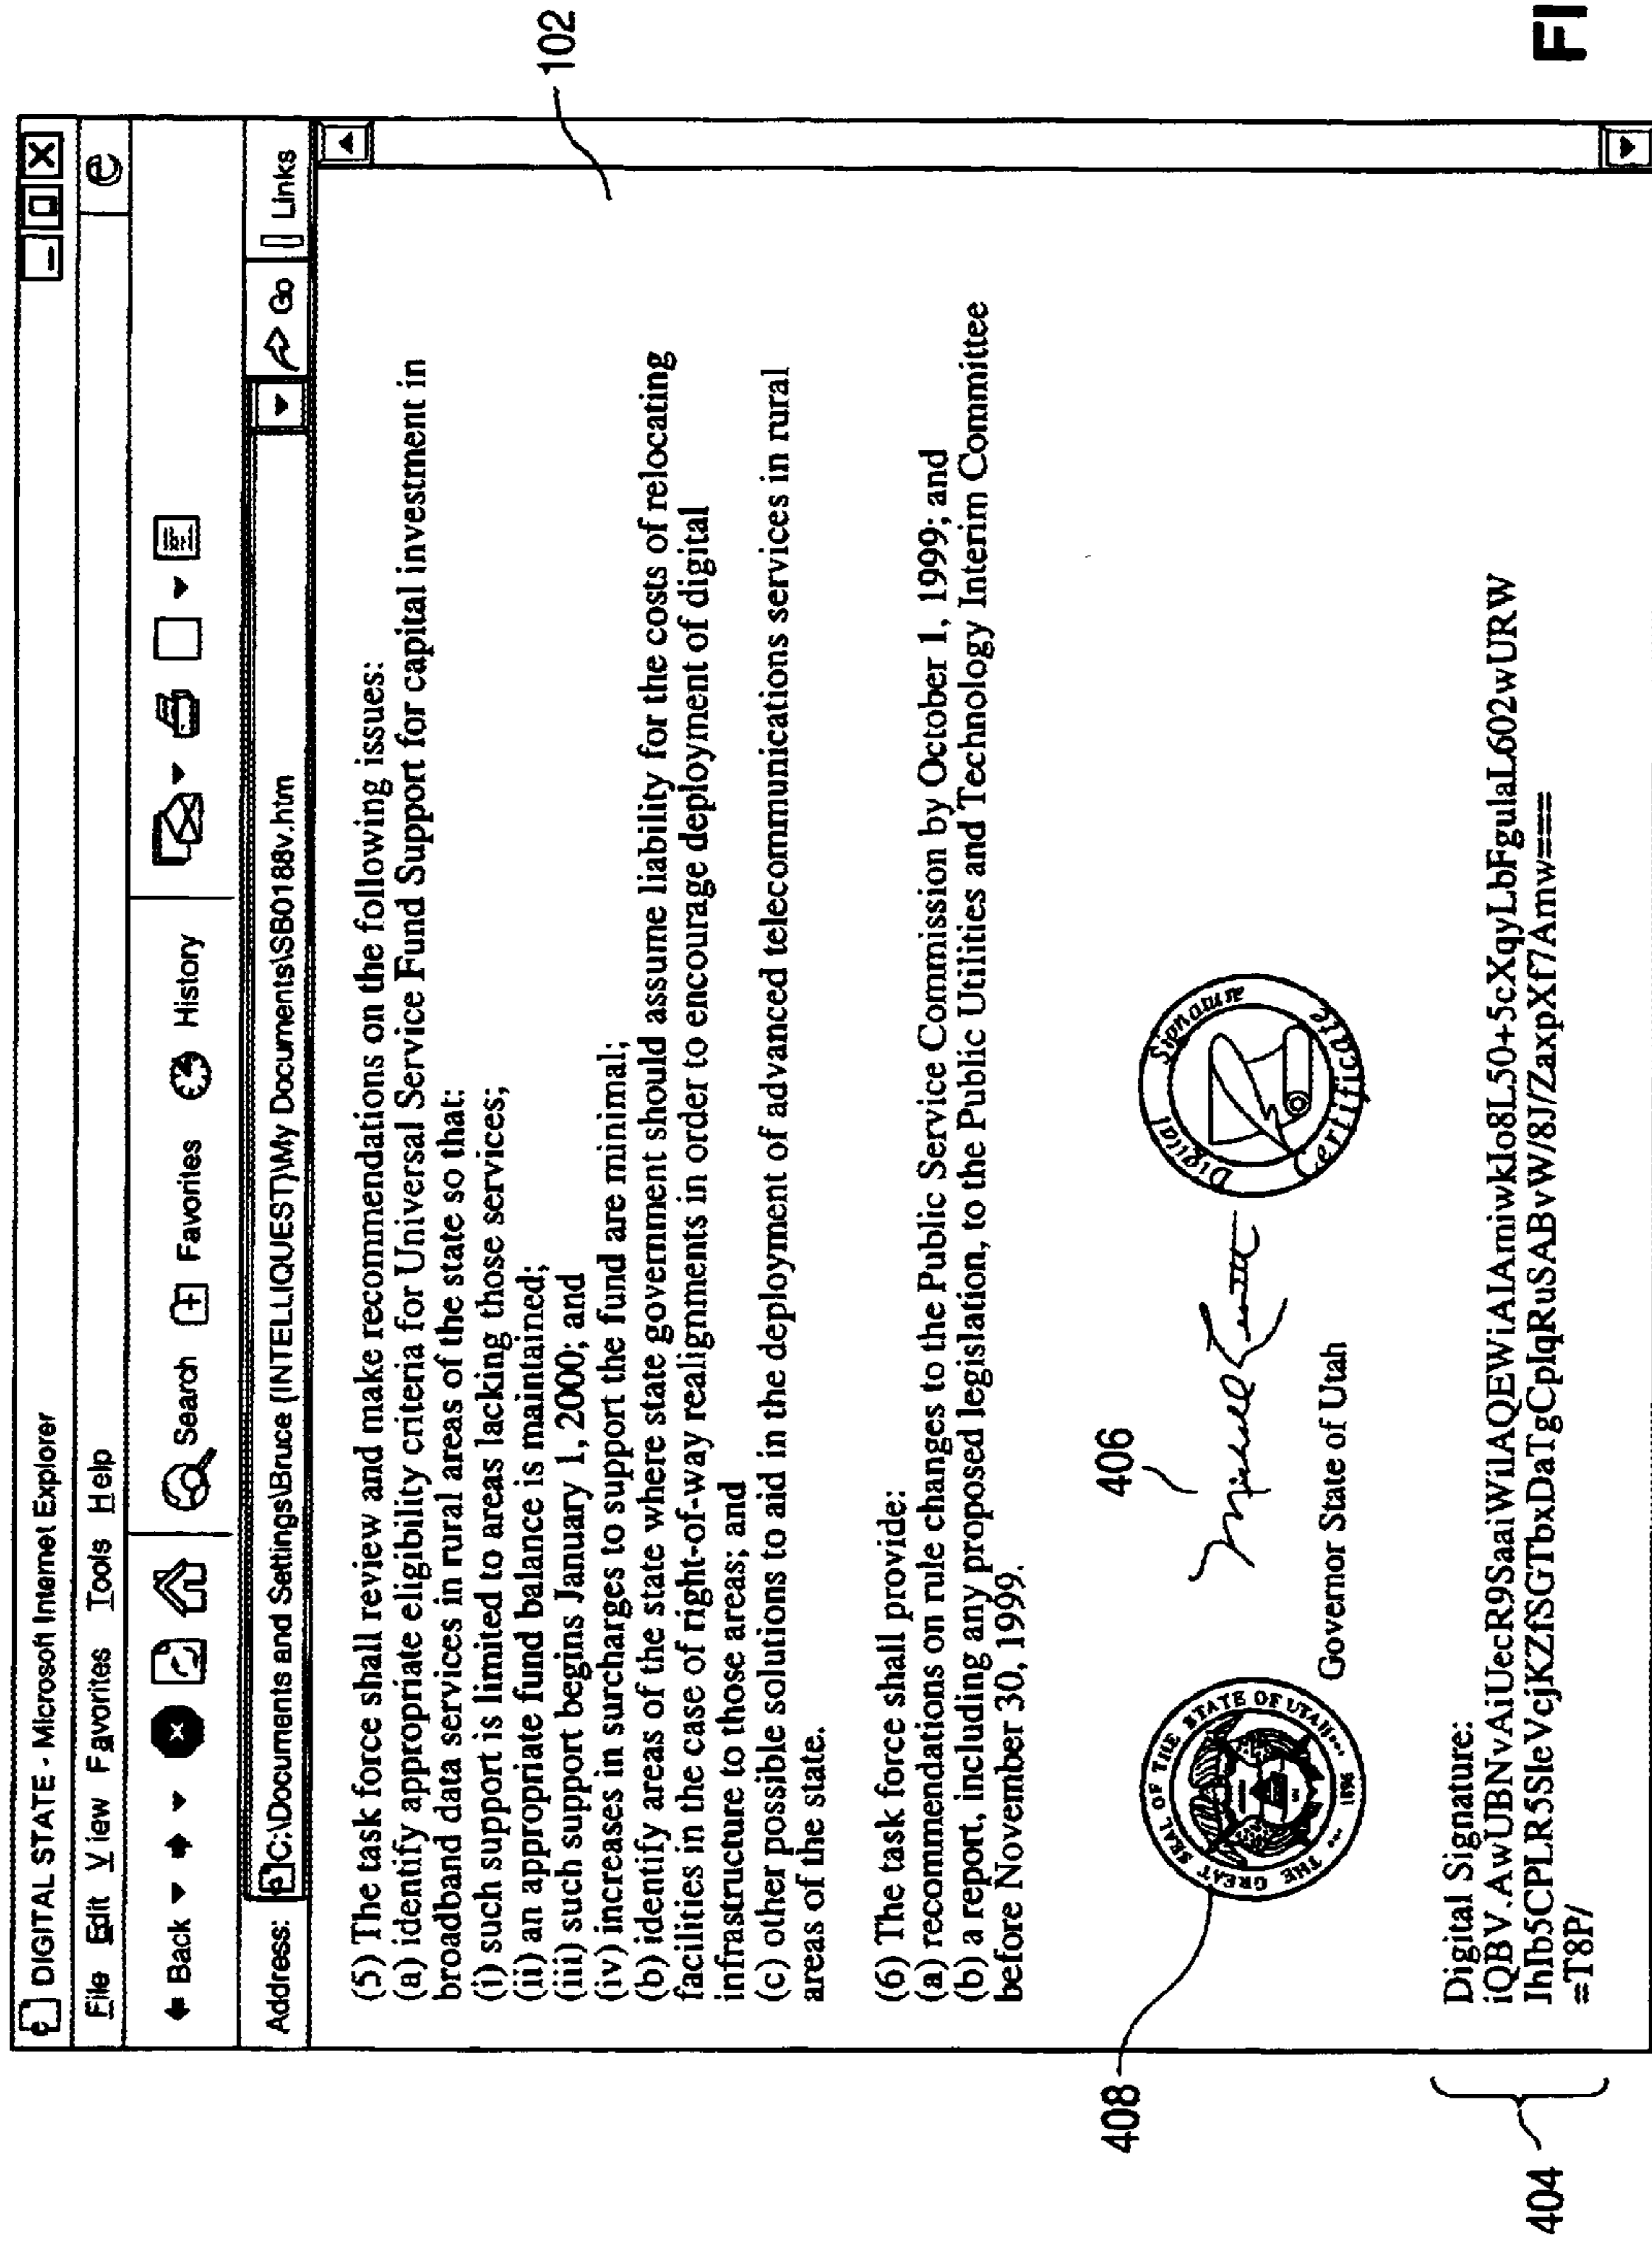 DIGITAL STATE - Microsoft Internet Explorer
File Edit View Favorites Tools Help
Back Search Favorites History
Address: C:\Documents and Settings\Bruce {INTELLIQUEST}\My Documents\SB0188v.htm Go Links
102
(5) The task force shall review and make recommendations on the following issues:
(a) identify appropriate eligibility criteria for Universal Service Fund Support for capital investment in
broadband data services in rural areas of the state so that:
(i) such support is limited to areas lacking those services;
(ii) an appropriate fund balance is maintained;
(iii) such support begins January 1, 2000; and
(iv) increases in surcharges to support the fund are minimal;
(b) identify areas of the state where state government should assume liability for the costs of relocating
facilities in the case of right-of-way realignments in order to encourage deployment of digital
infrastructure to those areas; and
(c) other possible solutions to aid in the deployment of advanced telecommunications services in rural
areas of the state.
(6) The task force shall provide:
(a) recommendations on rule changes to the Public Service Commission by October 1, 1999; and
(b) a report, including any proposed legislation, to the Public Utilities and Technology Interim Committee
before November 30, 1999.
408
406
THE GREAT SEAL OF THE STATE OF UTAH
1896
Governor State of Utah
Digital Signature
Certificate
404
Digital Signature:
iQBV.AwUBNvAiUecR9SaaiWilAQEWiAIAmiwkIo8L50+5cXqyLbFgulaL602wURW
IhIb5CPLR5SleVcjKZfSGTbxDaTgCpIqRuSABvW/8J/ZaxpXf7Amw====
=T8P/
FI